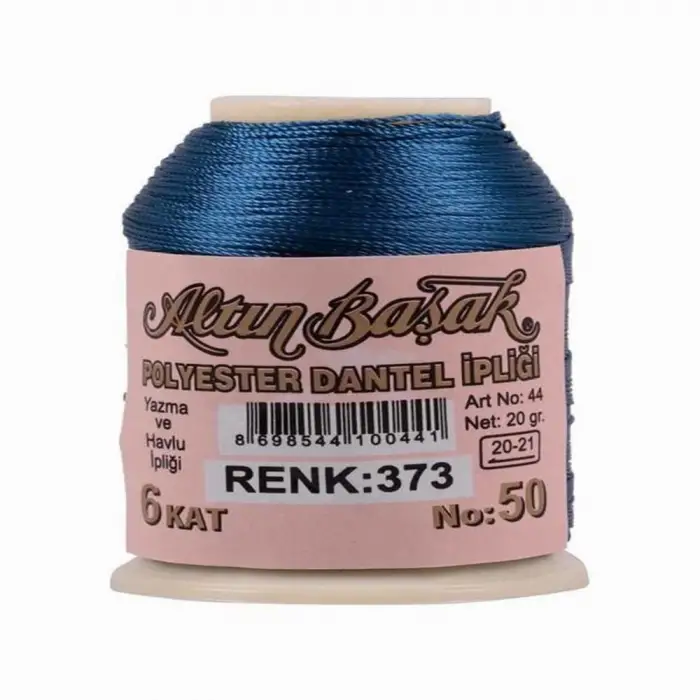 Altın Başak®
POLYESTER DANTEL İPLİĞİ
Yazma
ve
Havlu
İpliği
8 698544 100441
Art No: 44
Net: 20 gr.
20-21
RENK:373
6 KAT
No: 50